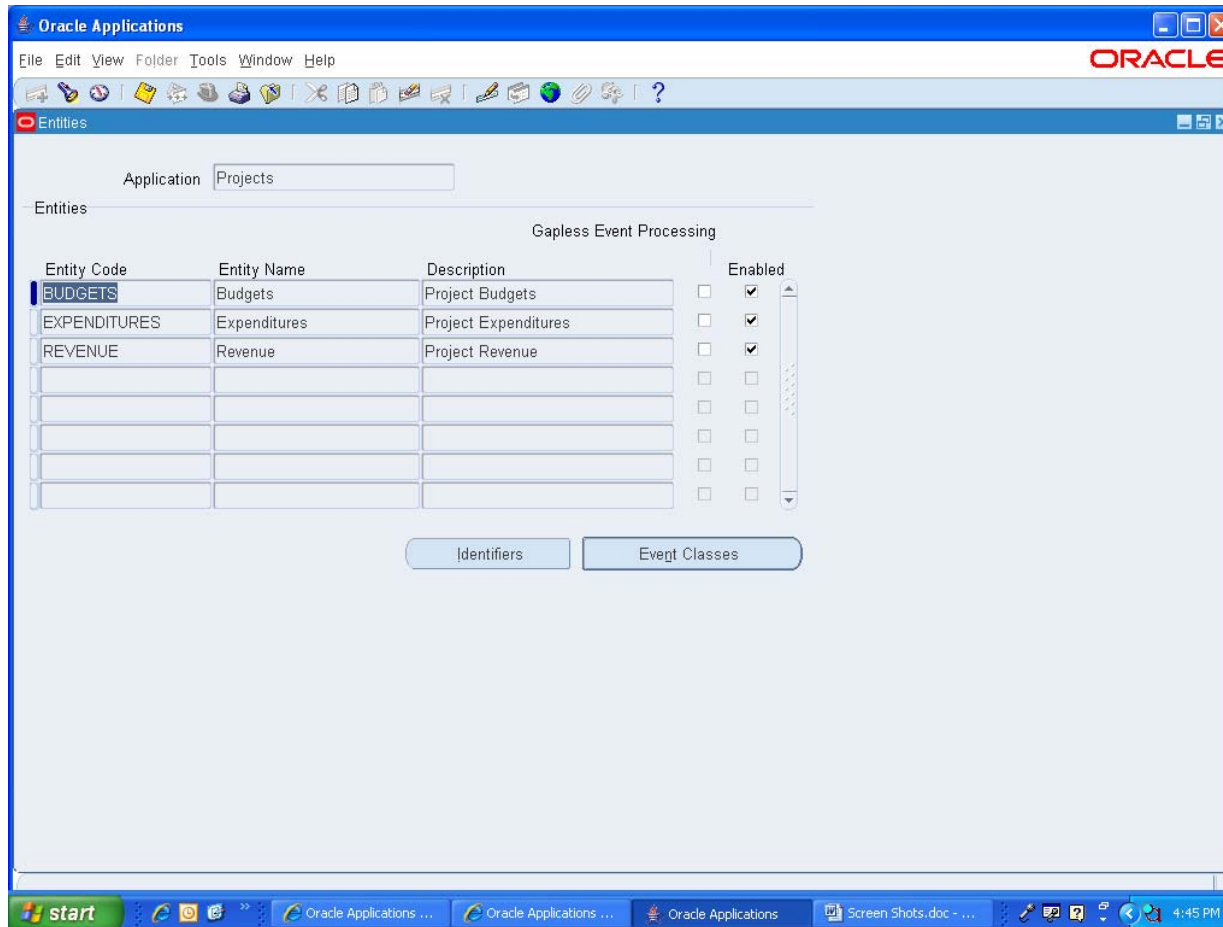 Oracle Applications
File Edit View Folder Tools Window Help
ORACLE
?
Entities
Application Projects
Entities
Gapless Event Processing
Entity Code Entity Name Description Enabled
BUDGETS Budgets Project Budgets
EXPENDITURES Expenditures Project Expenditures
REVENUE Revenue Project Revenue
Identifiers Event Classes
start » Oracle Applications ... Oracle Applications ... Oracle Applications Screen Shots.doc - ... 4:45 PM